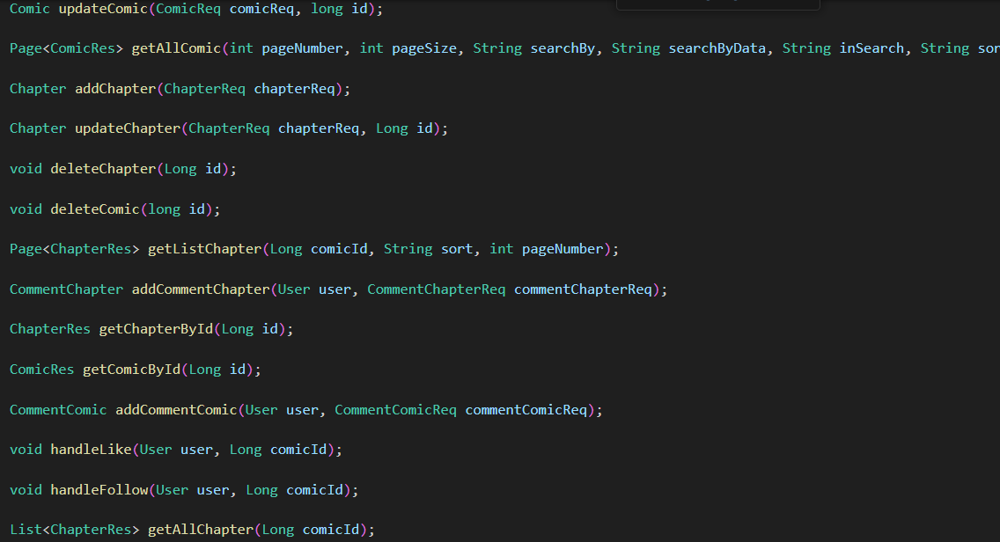 Comic updateComic(ComicReq comicReq, long id);
Page<ComicRes> getAllComic(int pageNumber, int pageSize, String searchBy, String searchByData, String inSearch, String sor
Chapter addChapter(ChapterReq chapterReq);
Chapter updateChapter(ChapterReq chapterReq, Long id);
void deleteChapter(Long id);
void deleteComic(long id);
Page<ChapterRes> getListChapter(Long comicId, String sort, int pageNumber);
CommentChapter addCommentChapter(User user, CommentChapterReq commentChapterReq);
ChapterRes getChapterById(Long id);
ComicRes getComicById(Long id);
CommentComic addCommentComic(User user, CommentComicReq commentComicReq);
void handleLike(User user, Long comicId);
void handleFollow(User user, Long comicId);
List<ChapterRes> getAllChapter(Long comicId);